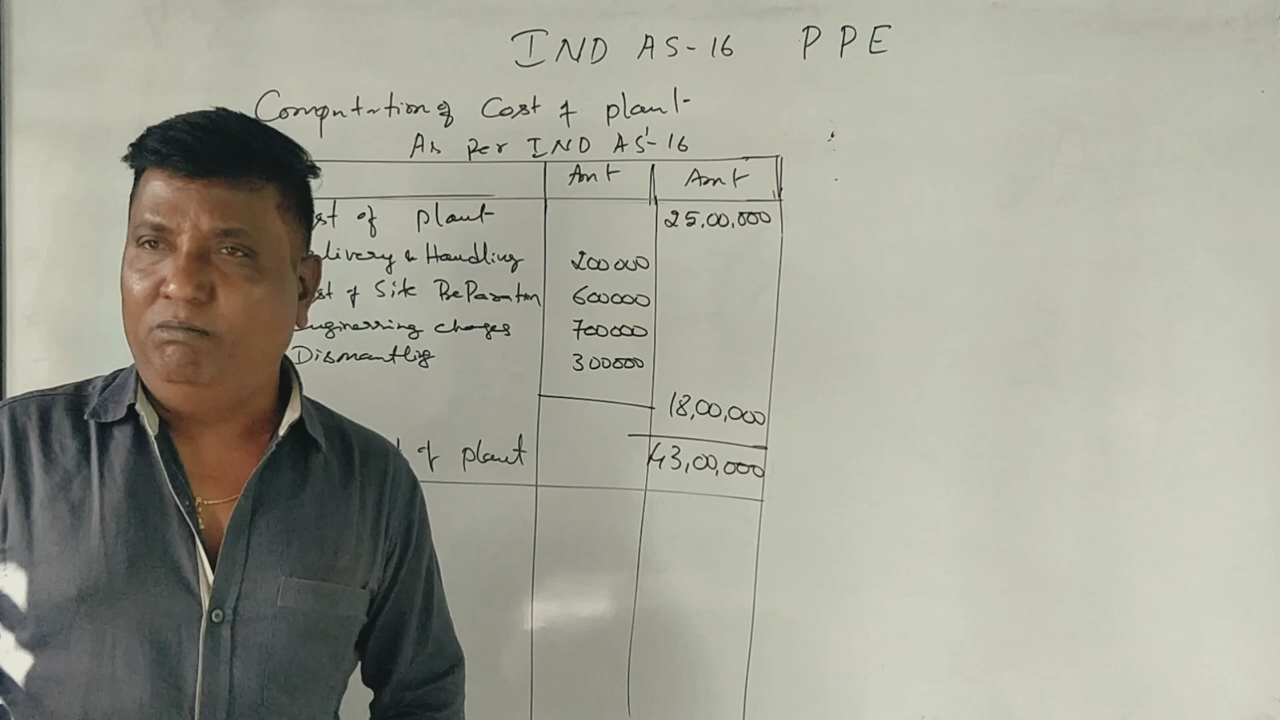 IND AS-16 PPE
Computation of Cost of plant
As per IND AS-16
Amt Amt
st of plant 25,00,000
livery & Handling 200000
st of Site 600000
charges 700000
Dismantlig 300000
18,00,000
of plant 43,00,000